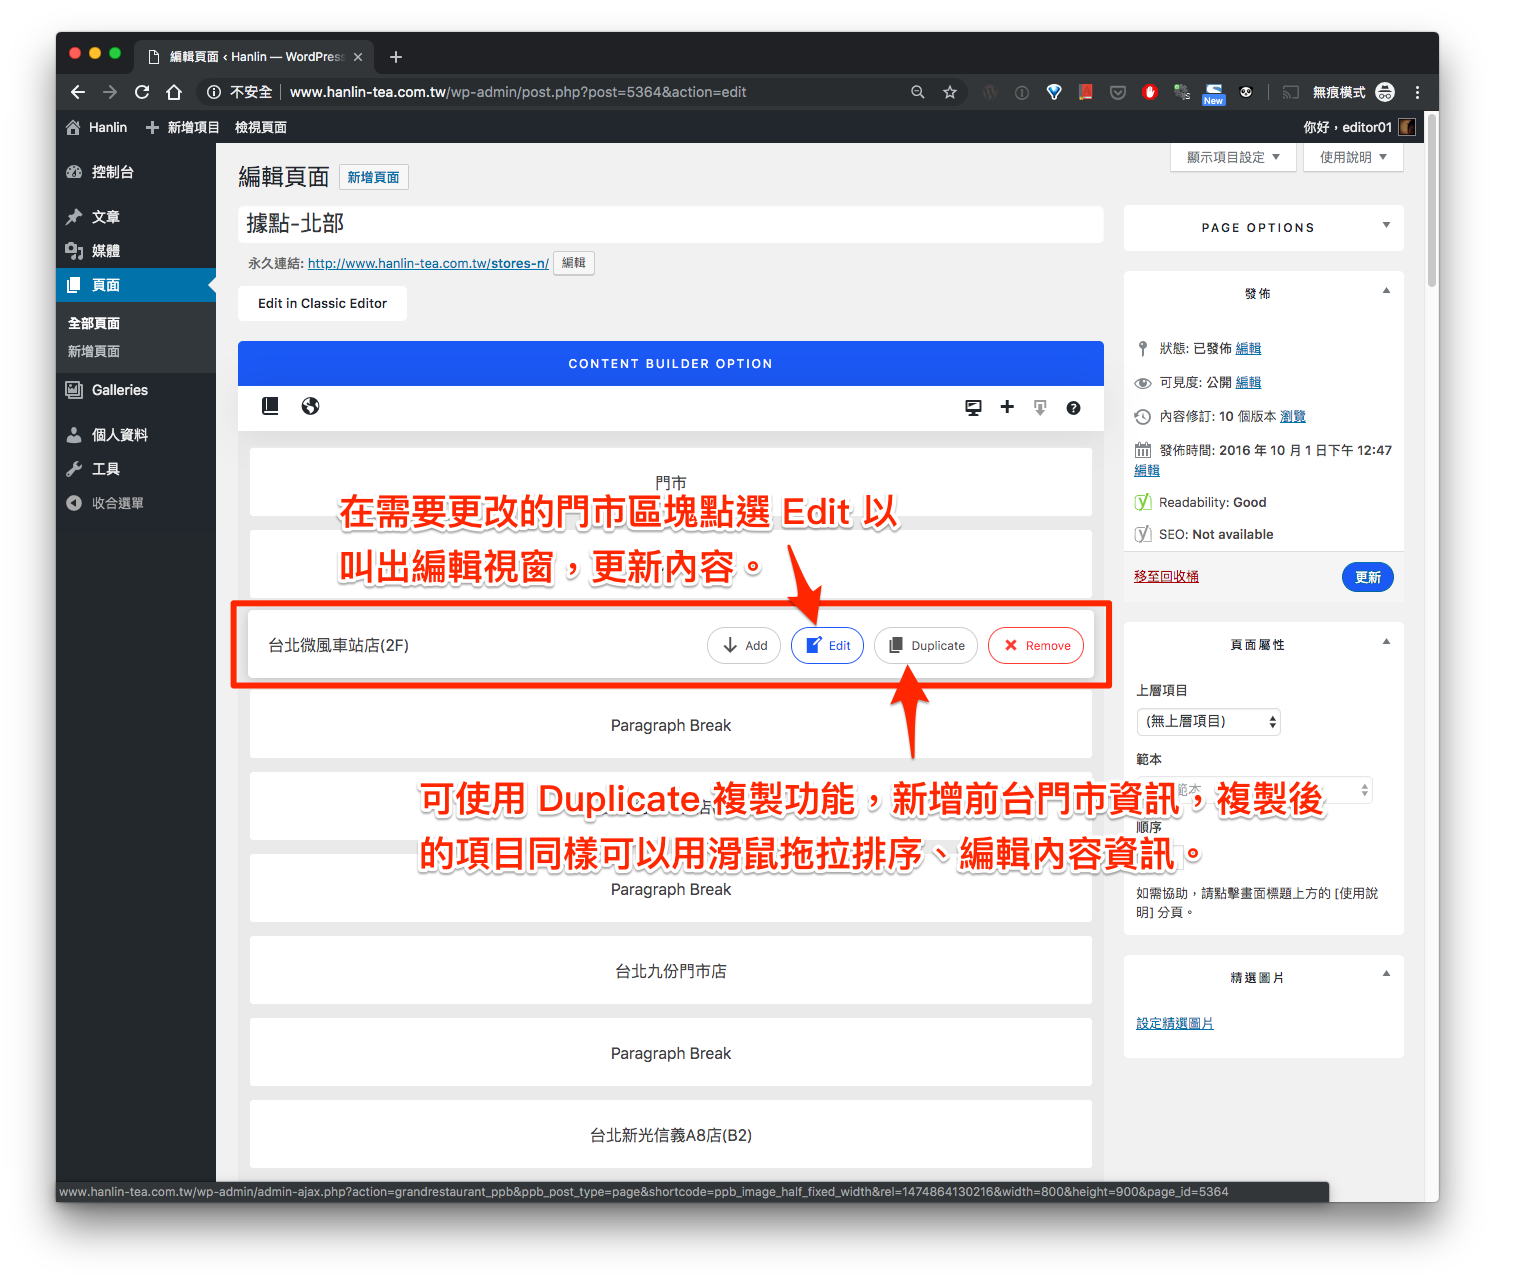 編輯頁面 ‹ Hanlin — WordPress
不安全 www.hanlin-tea.com.tw/wp-admin/post.php?post=5364&action=edit
New
無痕模式
Hanlin
新增項目
檢視頁面
你好，editor01
控制台
文章
媒體
頁面
全部頁面
新增頁面
Galleries
個人資料
工具
收合選單
顯示項目設定
使用說明
編輯頁面
新增頁面
據點-北部
永久連結: http://www.hanlin-tea.com.tw/stores-n/ 編輯
Edit in Classic Editor
CONTENT BUILDER OPTION
門市
在需要更改的門市區塊點選 Edit 以
叫出編輯視窗，更新內容。
台北微風車站店(2F)
Add
Edit
Duplicate
Remove
Paragraph Break
可使用 Duplicate 複製功能，新增前台門市資訊，複製後
的項目同樣可以用滑鼠拖拉排序、編輯內容資訊。
Paragraph Break
台北九份門市店
Paragraph Break
台北新光信義A8店(B2)
PAGE OPTIONS
發佈
狀態: 已發佈 編輯
可見度: 公開 編輯
內容修訂: 10 個版本 瀏覽
發佈時間: 2016 年 10 月 1 日下午 12:47
編輯
Readability: Good
SEO: Not available
移至回收桶
更新
頁面屬性
上層項目
(無上層項目)
範本
範本
順序
如需協助，請點擊畫面標題上方的 [使用說
明] 分頁。
精選圖片
設定精選圖片
www.hanlin-tea.com.tw/wp-admin/admin-ajax.php?action=grandrestaurant_ppb&ppb_post_type=page&shortcode=ppb_image_half_fixed_width&rel=1474864130216&width=800&height=900&page_id=5364